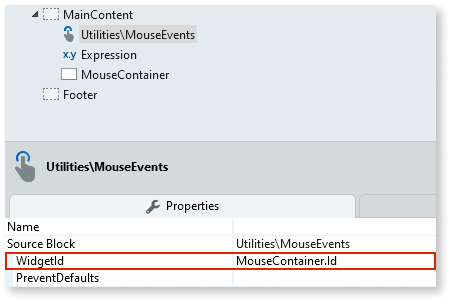 MainContent
Utilities\MouseEvents
x.y Expression
MouseContainer
Footer
Utilities\MouseEvents
Properties
Name
Source Block Utilities\MouseEvents
WidgetId MouseContainer.Id
PreventDefaults